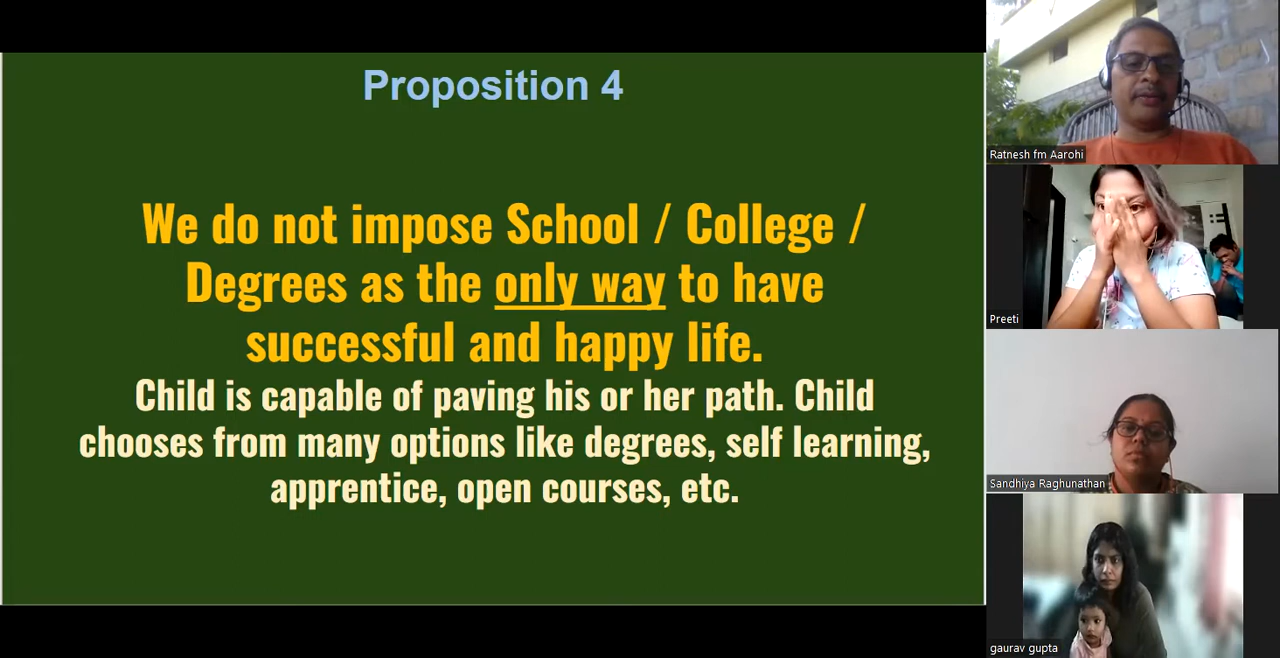 Proposition 4
We do not impose School / College /
Degrees as the only way to have
successful and happy life.
Child is capable of paving his or her path. Child
chooses from many options like degrees, self learning,
apprentice, open courses, etc.
Ratnesh fm Aarohi
Preeti
Sandhiya Raghunathan
gaurav gupta